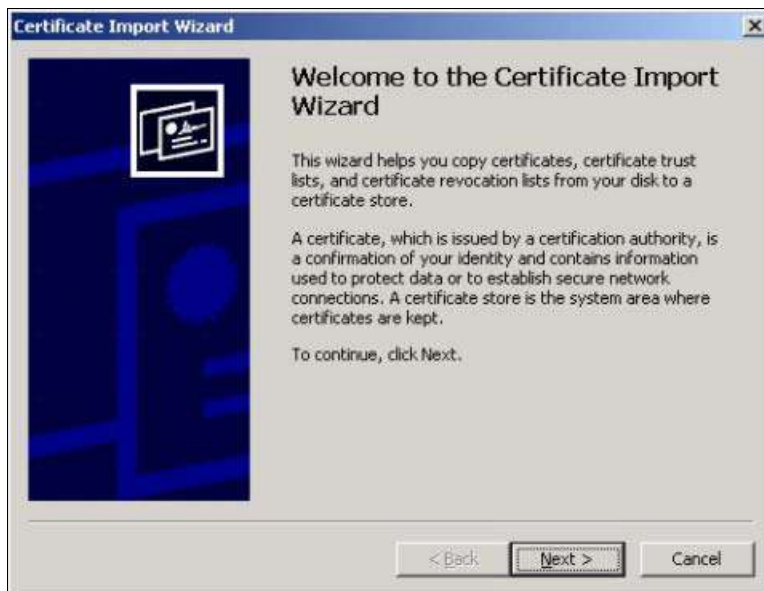 Certificate Import Wizard
Welcome to the Certificate Import
Wizard
This wizard helps you copy certificates, certificate trust
lists, and certificate revocation lists from your disk to a
certificate store.
A certificate, which is issued by a certification authority, is
a confirmation of your identity and contains information
used to protect data or to establish secure network
connections. A certificate store is the system area where
certificates are kept.
To continue, click Next.
< Back Next > Cancel